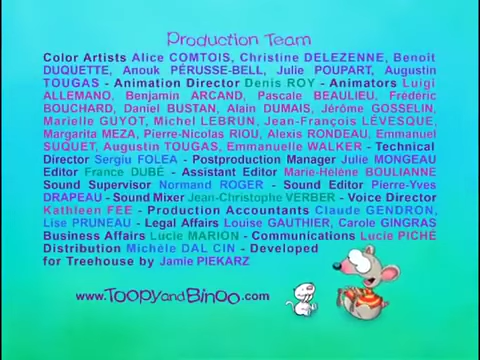 Production Team
Color Artists Alice COMTOIS, Christine DELEZENNE, Benoit
DUQUETTE, Anouk PÉRUSSE-BELL, Julie POUPART, Augustin
TOUGAS - Animation Director Denis ROY - Animators Luigi
ALLEMANO, Benjamin ARCAND, Pascale BEAULIEU, Frédéric
BOUCHARD, Daniel BUSTAN, Alain DUMAIS, Jérôme GOSSELIN,
Marielle GUYOT, Michel LEBRUN, Jean-François LÉVESQUE,
Margarita MEZA, Pierre-Nicolas RIOU, Alexis RONDEAU, Emmanuel
SUQUET, Augustin TOUGAS, Emmanuelle WALKER - Technical
Director Sergiu FOLEA - Postproduction Manager Julie MONGEAU
Editor France DUBÉ - Assistant Editor Marie-Hélène BOULIANNE
Sound Supervisor Normand ROGER - Sound Editor Pierre-Yves
DRAPEAU - Sound Mixer Jean-Christophe VERBER - Voice Director
Kathleen FEE - Production Accountants Claude GENDRON,
Lise PRUNEAU - Legal Affairs Louise GAUTHIER, Carole GINGRAS
Business Affairs Lucie MARION - Communications Lucie PICHÉ
Distribution Michèle DAL CIN - Developed
for Treehouse by Jamie PIEKARZ
www.ToopyandBinoo.com